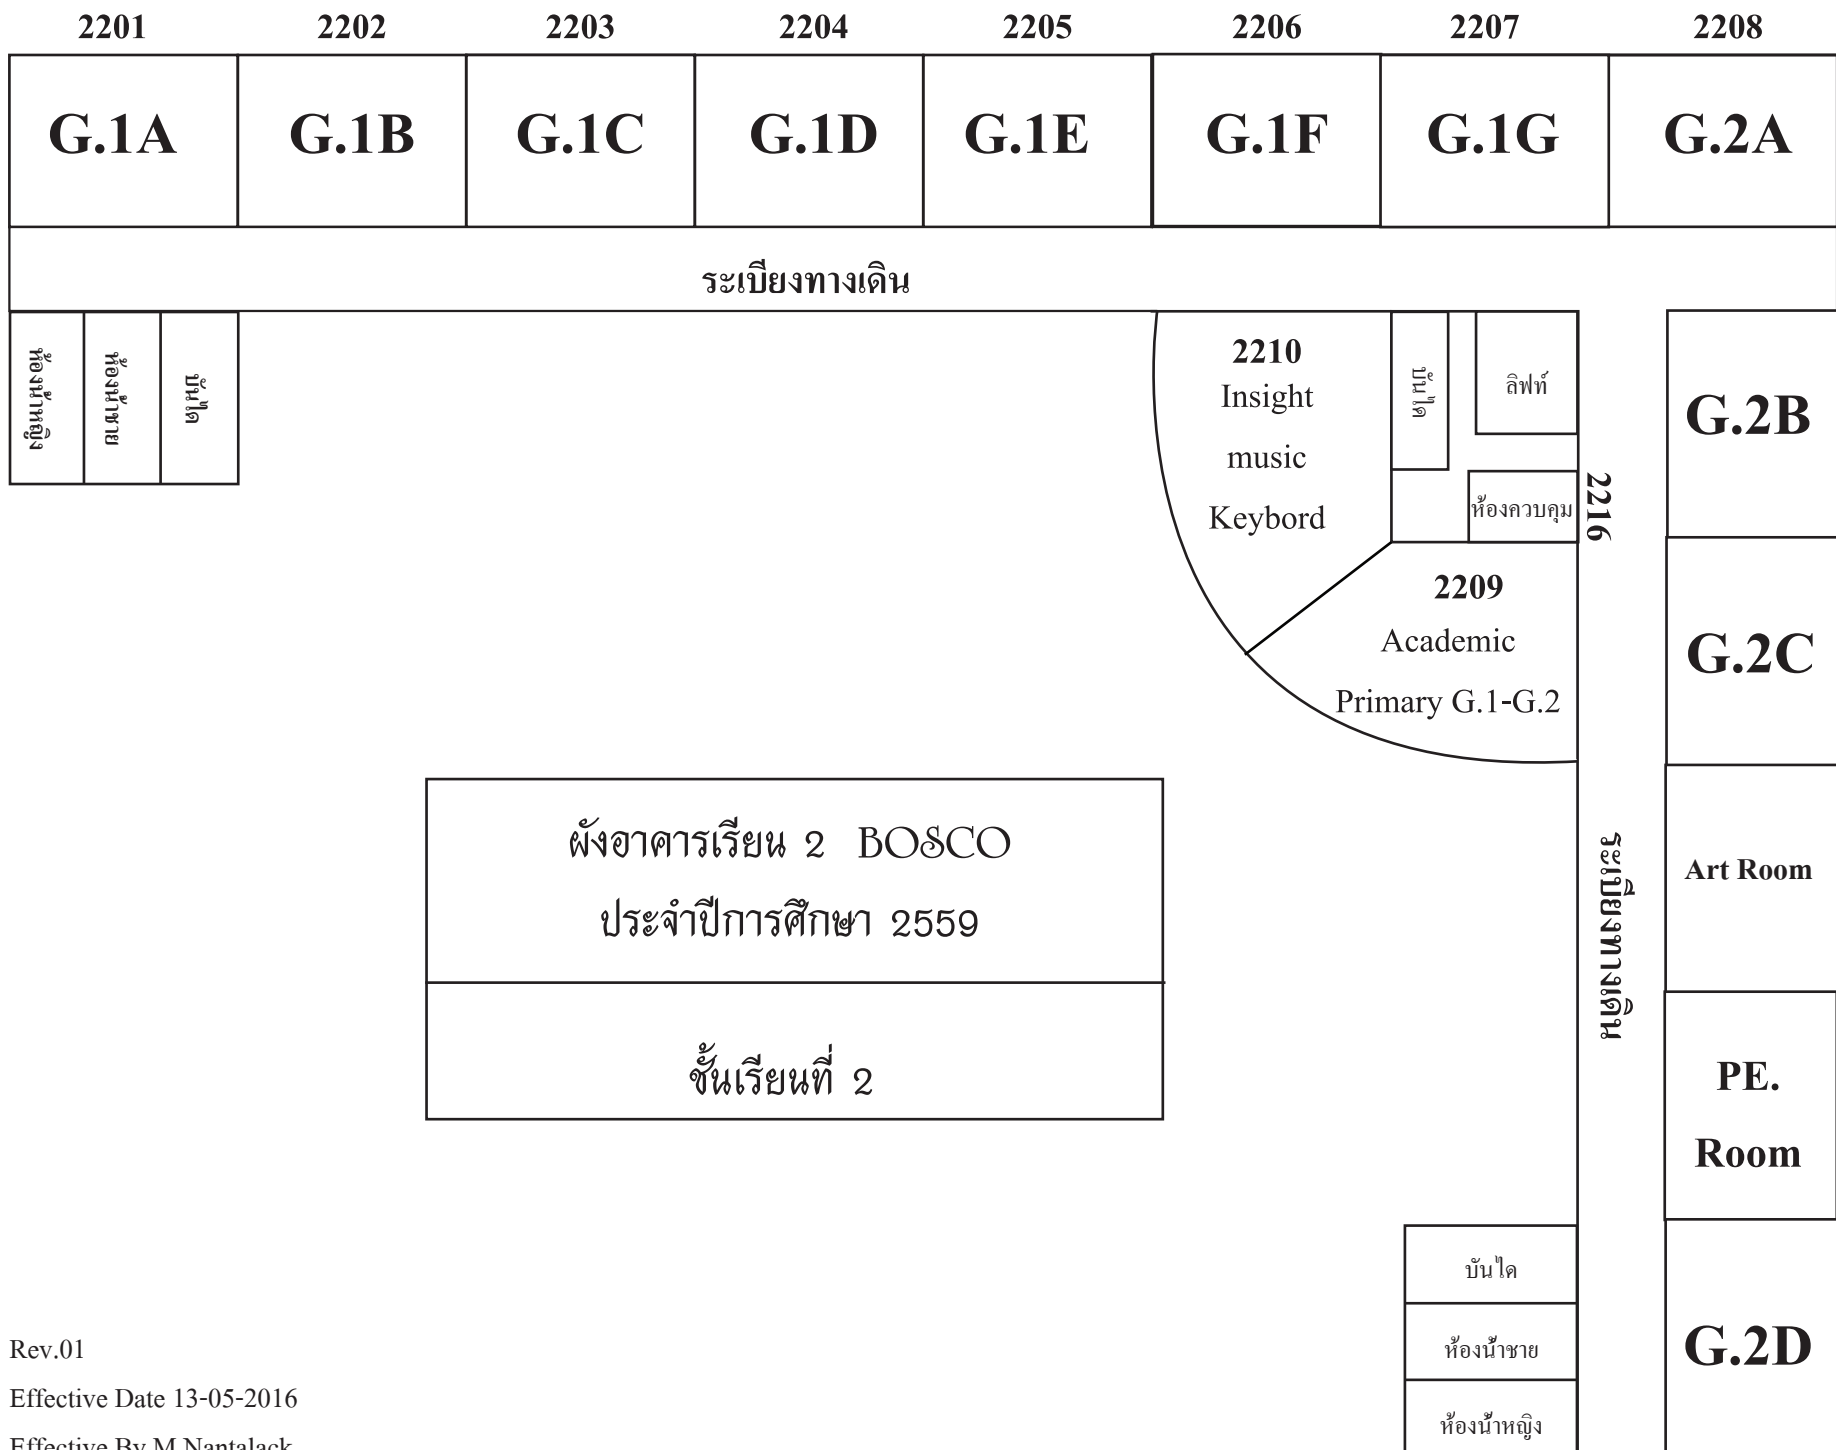 2201 2202 2203 2204 2205 2206 2207 2208
G.1A G.1B G.1C G.1D G.1E G.1F G.1G G.2A
ระเบียงทางเดิน
ห้องน้ำหญิง
ห้องน้ำชาย
บันได
2210
Insight
music
Keybord
บันได
ลิฟท์
ห้องควบคุม
2216
G.2B
2209
Academic
Primary G.1-G.2
G.2C
ผังอาคารเรียน 2 BOSCO
ประจำปีการศึกษา 2559
ชั้นเรียนที่ 2
ระเบียงทางเดิน
Art Room
PE.
Room
บันได
ห้องน้ำชาย
ห้องน้ำหญิง
G.2D
Rev.01
Effective Date 13-05-2016
Effective By M.Nantalack